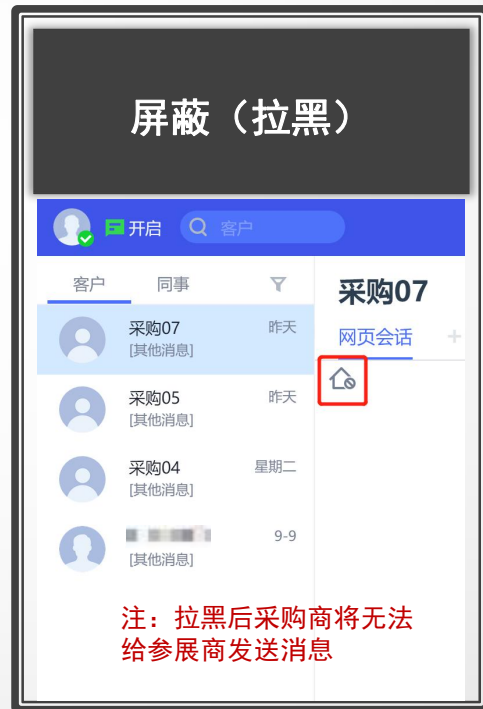 屏蔽（拉黑）
开启 客户
客户 同事
采购07 昨天
[其他消息]
采购05 昨天
[其他消息]
采购04 星期二
[其他消息]
9-9
[其他消息]
采购07
网页会话 +
注：拉黑后采购商将无法
给参展商发送消息